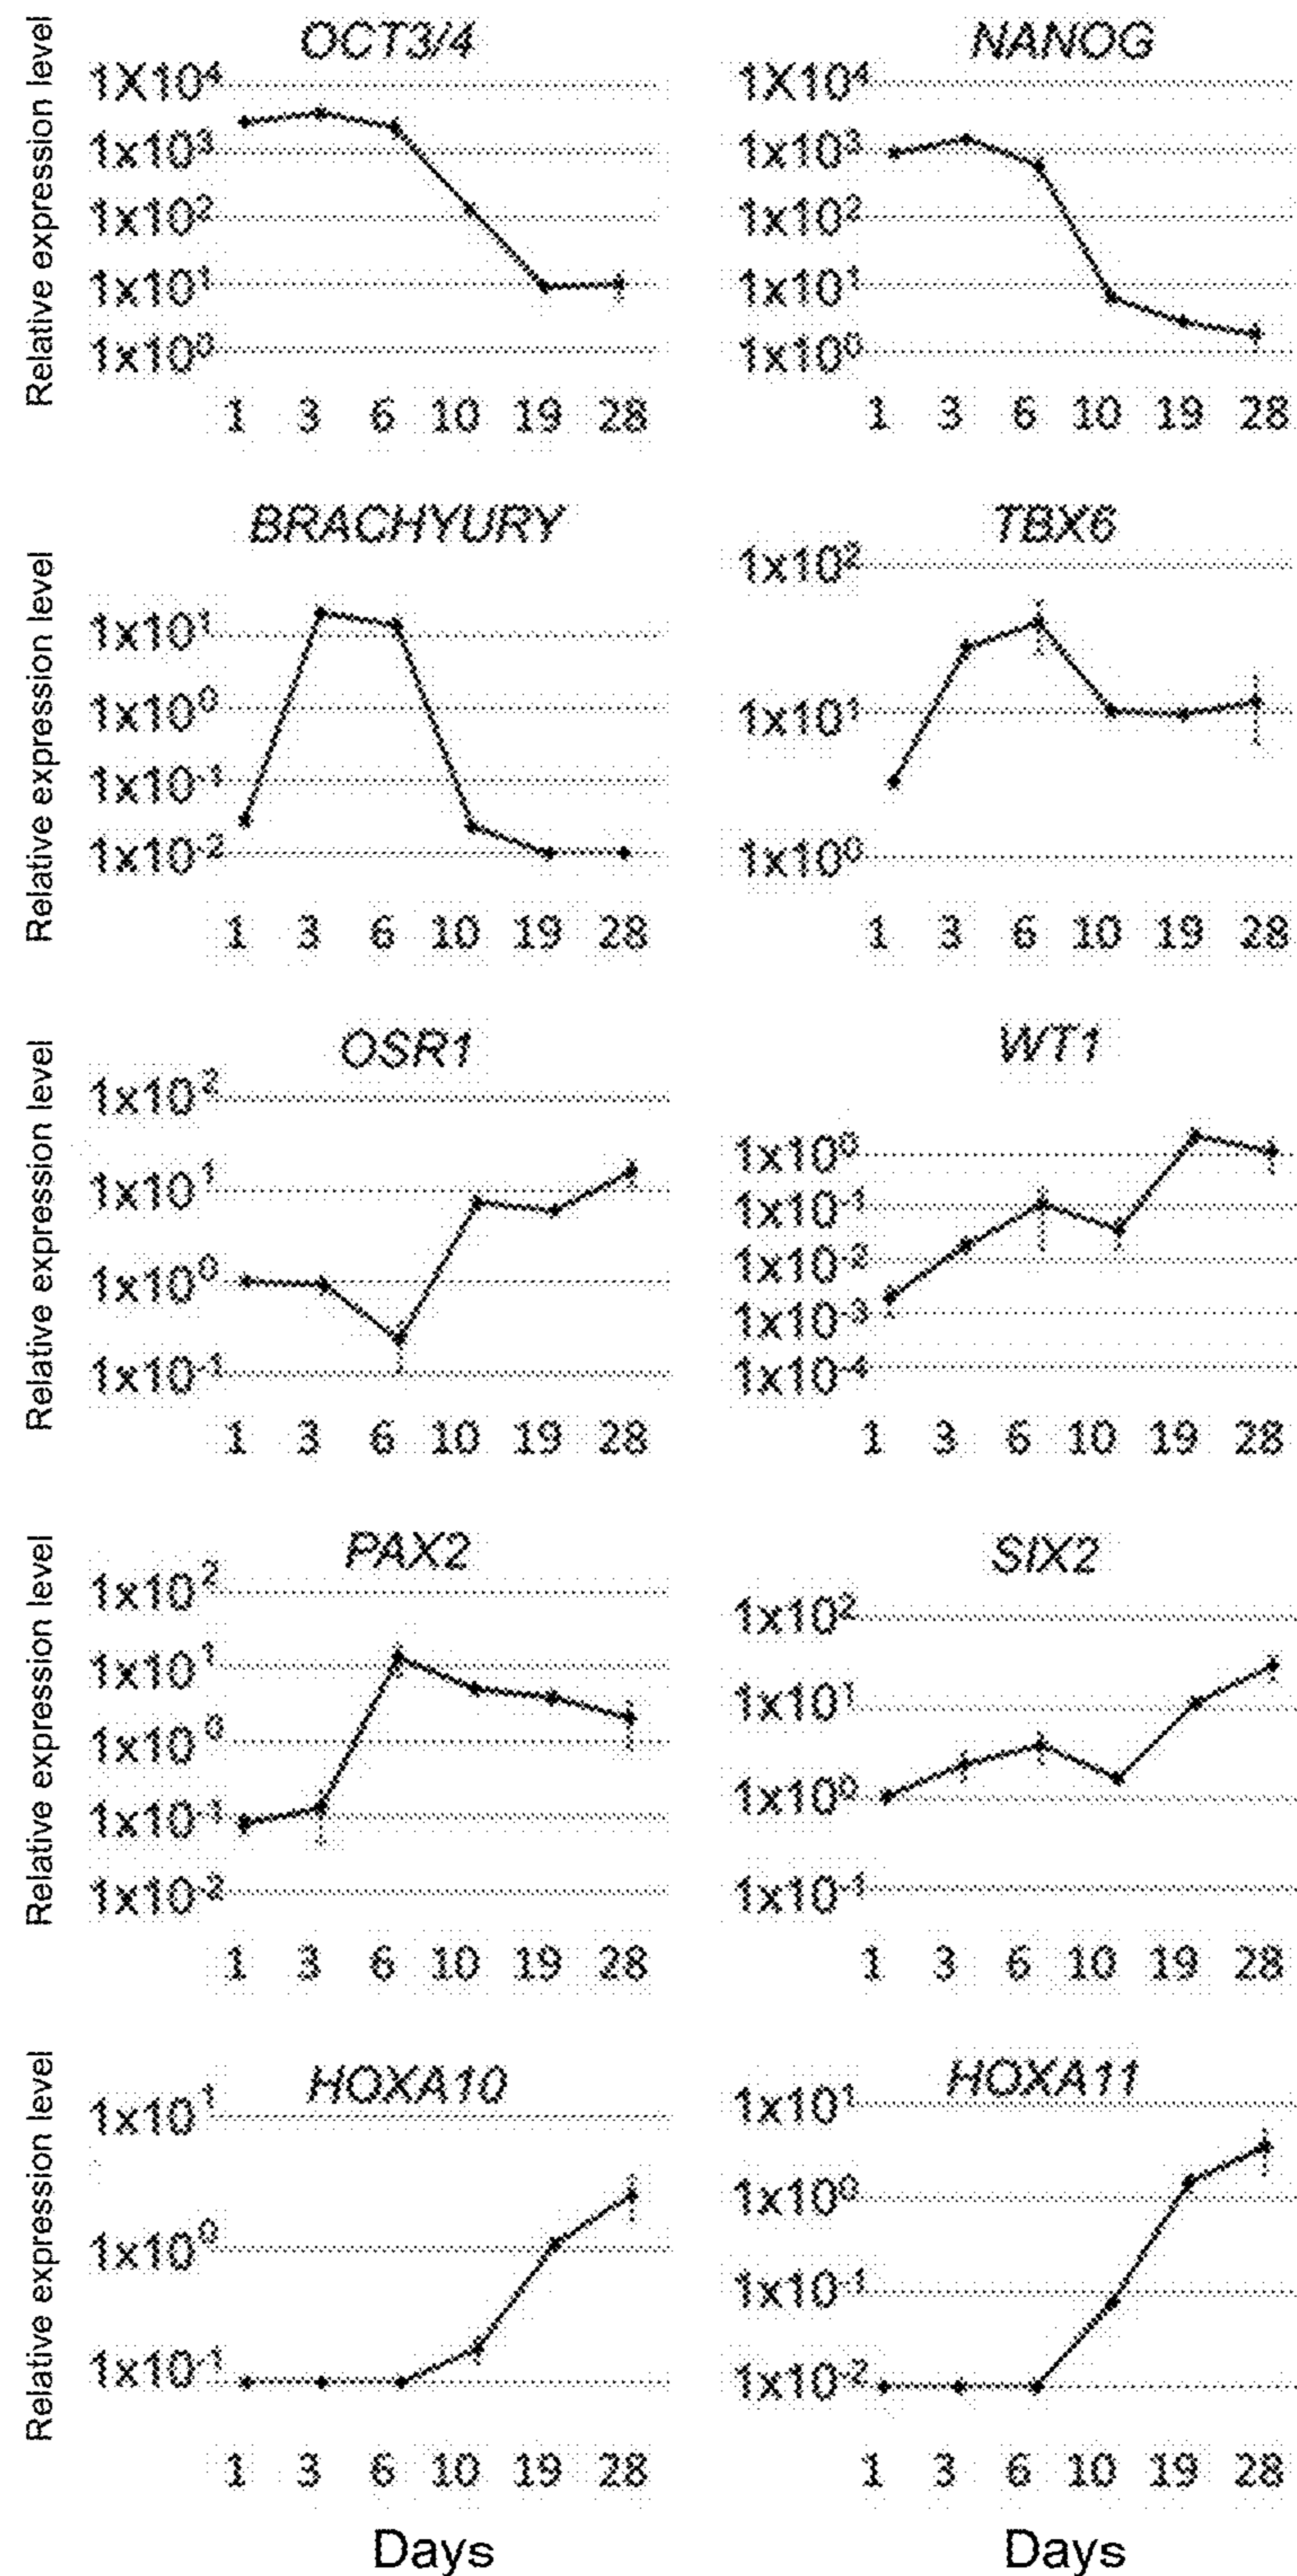 OCT3/4
NANOG
Relative expression level
1X10⁴
1x10³
1x10²
1x10¹
1x10⁰
1 3 6 10 19 28
1X10⁴
1x10³
1x10²
1x10¹
1x10⁰
1 3 6 10 19 28
BRACHYURY
TBX6
Relative expression level
1x10¹
1x10⁰
1x10⁻¹
1x10⁻²
1 3 6 10 19 28
1x10²
1x10¹
1x10⁰
1 3 6 10 19 28
OSR1
WT1
Relative expression level
1x10²
1x10¹
1x10⁰
1x10⁻¹
1 3 6 10 19 28
1x10⁰
1x10⁻¹
1x10⁻²
1x10⁻³
1x10⁻⁴
1 3 6 10 19 28
PAX2
SIX2
Relative expression level
1x10²
1x10¹
1x10⁰
1x10⁻¹
1x10⁻²
1 3 6 10 19 28
1x10²
1x10¹
1x10⁰
1x10⁻¹
1 3 6 10 19 28
HOXA10
HOXA11
Relative expression level
1x10¹
1x10⁰
1x10⁻¹
1 3 6 10 19 28
Days
1x10¹
1x10⁰
1x10⁻¹
1x10⁻²
1 3 6 10 19 28
Days